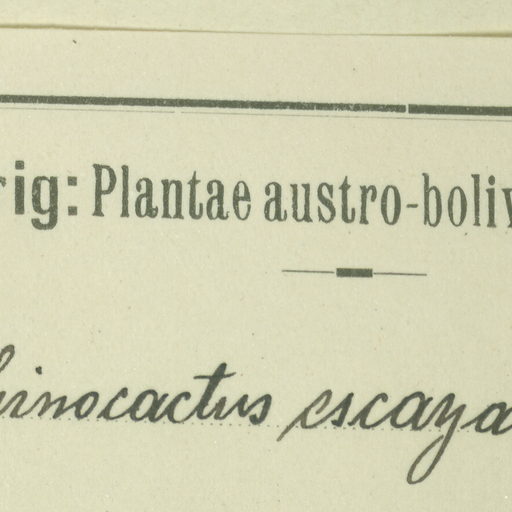 rig: Plantae austro-boliv
hinocactus escaya